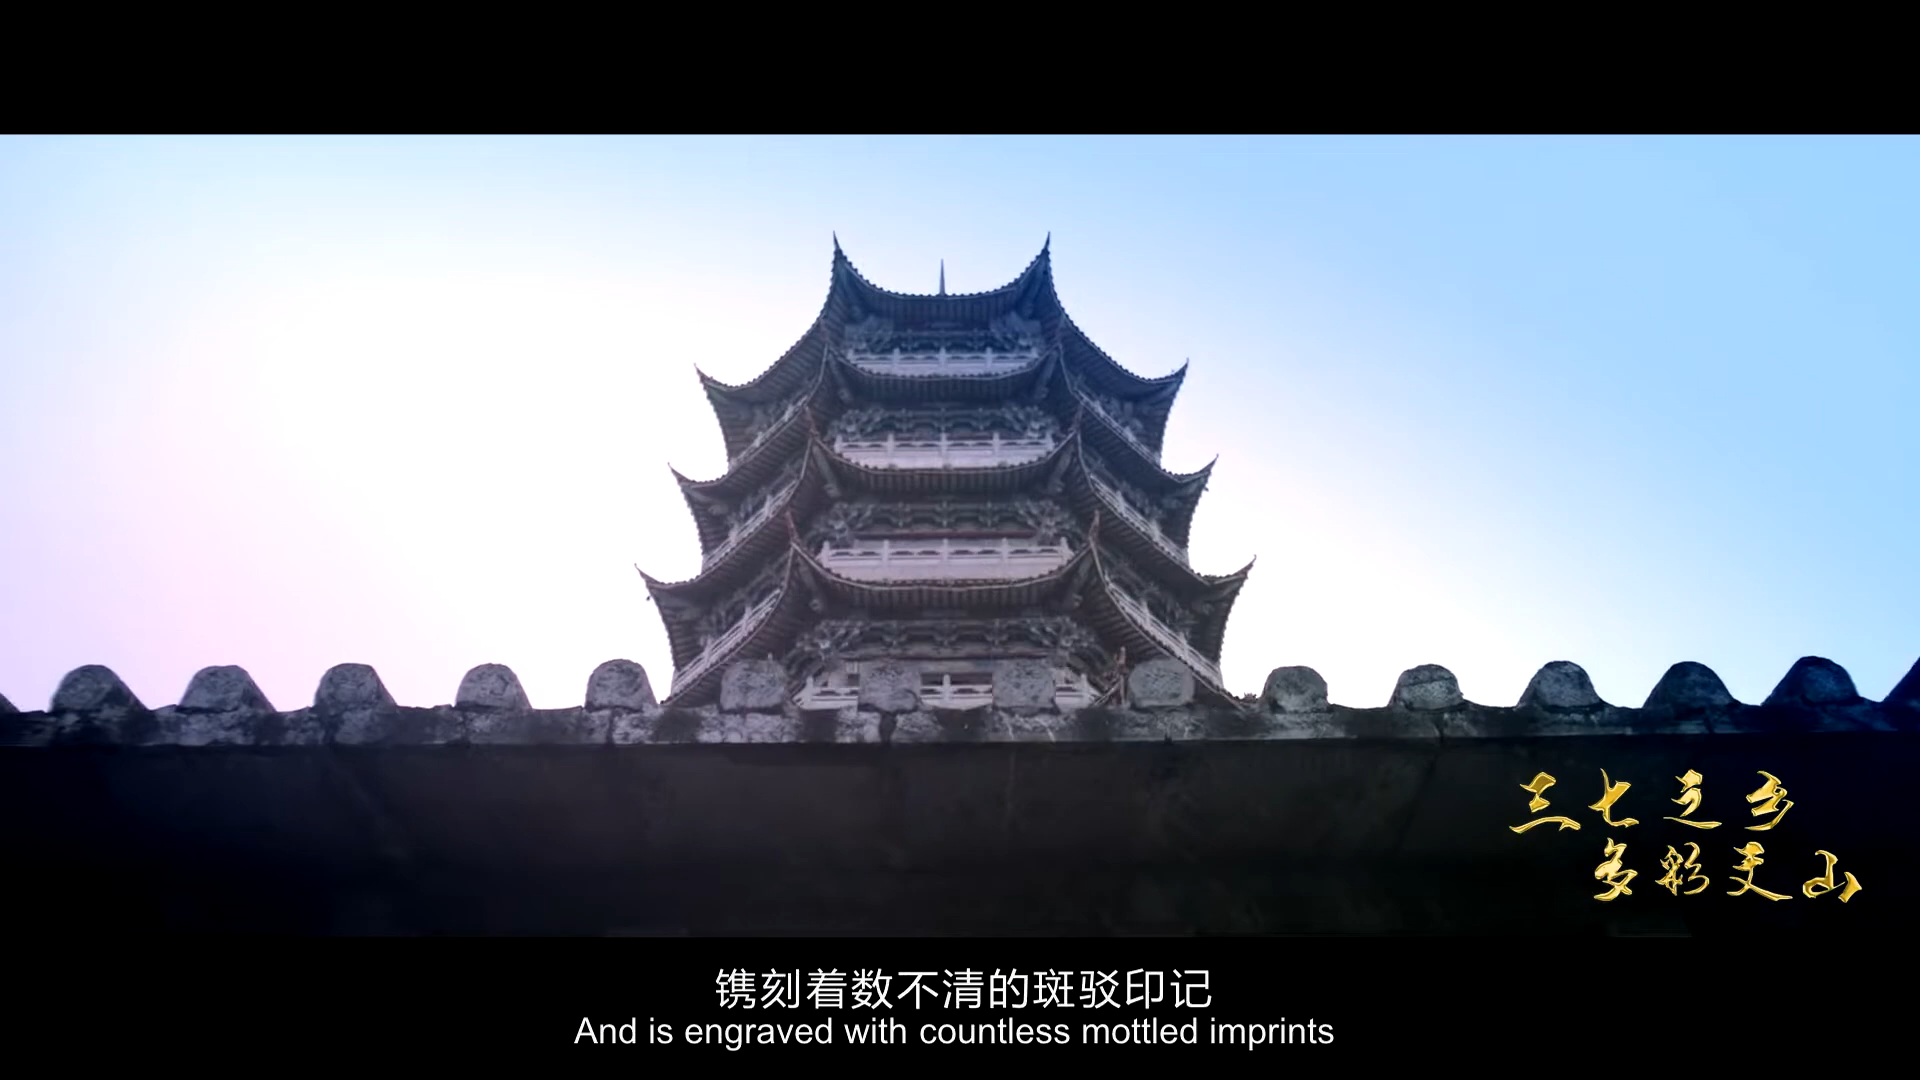 三七之乡
多彩文山
镌刻着数不清的斑驳印记
And is engraved with countless mottled imprints